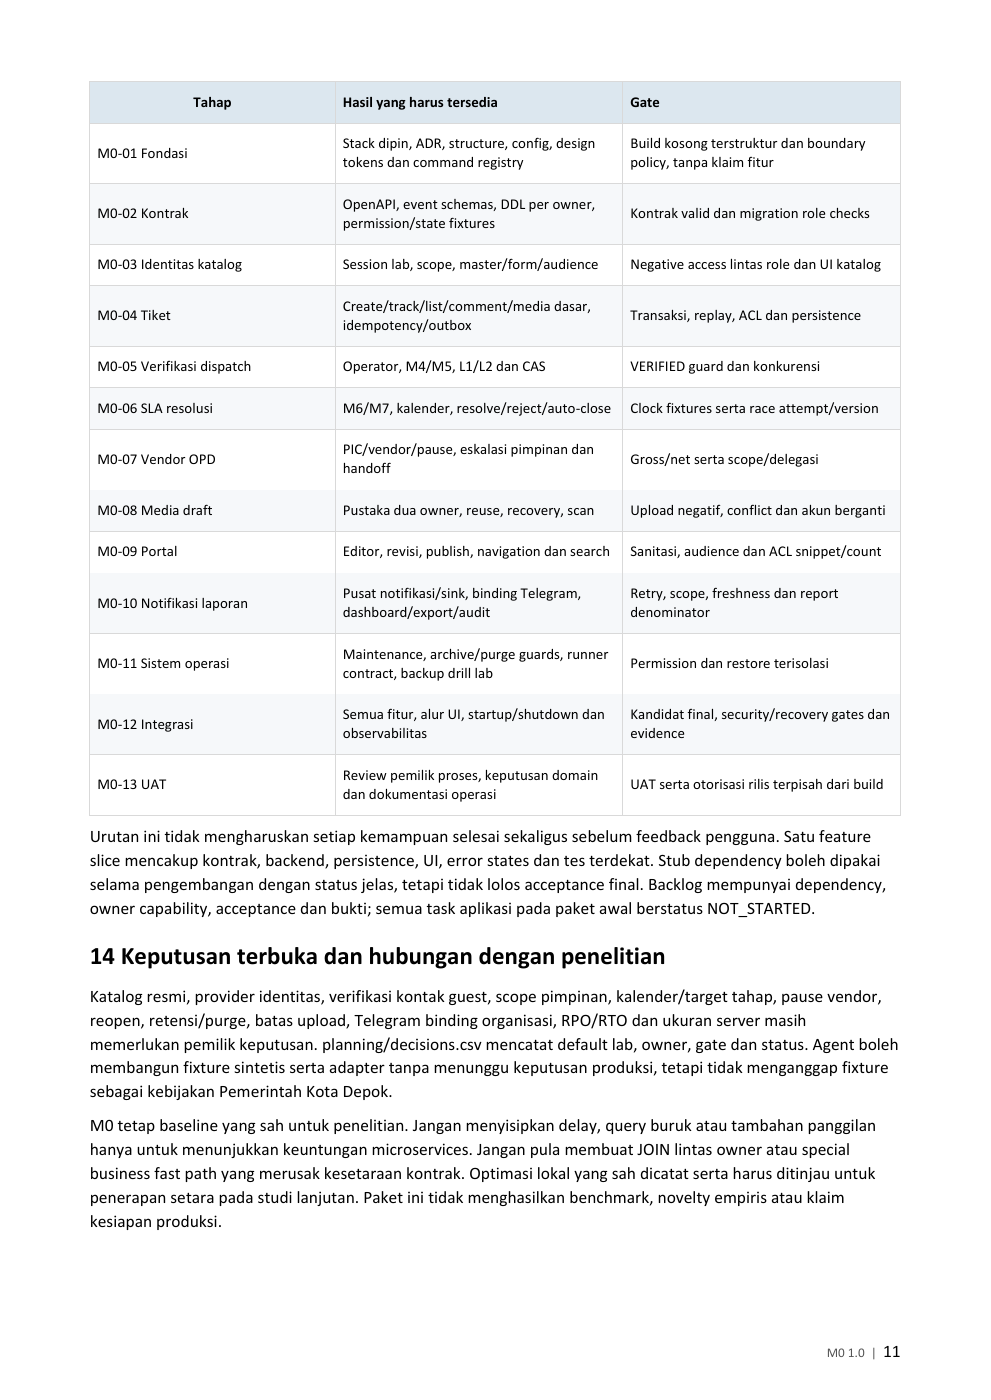 Tahap Hasil yang harus tersedia Gate
M0-01 Fondasi Stack dipin, ADR, structure, config, design tokens dan command registry Build kosong terstruktur dan boundary policy, tanpa klaim fitur
M0-02 Kontrak OpenAPI, event schemas, DDL per owner, permission/state fixtures Kontrak valid dan migration role checks
M0-03 Identitas katalog Session lab, scope, master/form/audience Negative access lintas role dan UI katalog
M0-04 Tiket Create/track/list/comment/media dasar, idempotency/outbox Transaksi, replay, ACL dan persistence
M0-05 Verifikasi dispatch Operator, M4/M5, L1/L2 dan CAS VERIFIED guard dan konkurensi
M0-06 SLA resolusi M6/M7, kalender, resolve/reject/auto-close Clock fixtures serta race attempt/version
M0-07 Vendor OPD PIC/vendor/pause, eskalasi pimpinan dan handoff Gross/net serta scope/delegasi
M0-08 Media draft Pustaka dua owner, reuse, recovery, scan Upload negatif, conflict dan akun berganti
M0-09 Portal Editor, revisi, publish, navigation dan search Sanitasi, audience dan ACL snippet/count
M0-10 Notifikasi laporan Pusat notifikasi/sink, binding Telegram, dashboard/export/audit Retry, scope, freshness dan report denominator
M0-11 Sistem operasi Maintenance, archive/purge guards, runner contract, backup drill lab Permission dan restore terisolasi
M0-12 Integrasi Semua fitur, alur UI, startup/shutdown dan observabilitas Kandidat final, security/recovery gates dan evidence
M0-13 UAT Review pemilik proses, keputusan domain dan dokumentasi operasi UAT serta otorisasi rilis terpisah dari build
Urutan ini tidak mengharuskan setiap kemampuan selesai sekaligus sebelum feedback pengguna. Satu feature
slice mencakup kontrak, backend, persistence, UI, error states dan tes terdekat. Stub dependency boleh dipakai
selama pengembangan dengan status jelas, tetapi tidak lolos acceptance final. Backlog mempunyai dependency,
owner capability, acceptance dan bukti; semua task aplikasi pada paket awal berstatus NOT_STARTED.
14 Keputusan terbuka dan hubungan dengan penelitian
Katalog resmi, provider identitas, verifikasi kontak guest, scope pimpinan, kalender/target tahap, pause vendor,
reopen, retensi/purge, batas upload, Telegram binding organisasi, RPO/RTO dan ukuran server masih
memerlukan pemilik keputusan. planning/decisions.csv mencatat default lab, owner, gate dan status. Agent boleh
membangun fixture sintetis serta adapter tanpa menunggu keputusan produksi, tetapi tidak menganggap fixture
sebagai kebijakan Pemerintah Kota Depok.
M0 tetap baseline yang sah untuk penelitian. Jangan menyisipkan delay, query buruk atau tambahan panggilan
hanya untuk menunjukkan keuntungan microservices. Jangan pula membuat JOIN lintas owner atau special
business fast path yang merusak kesetaraan kontrak. Optimasi lokal yang sah dicatat serta harus ditinjau untuk
penerapan setara pada studi lanjutan. Paket ini tidak menghasilkan benchmark, novelty empiris atau klaim
kesiapan produksi.
M0 1.0 | 11